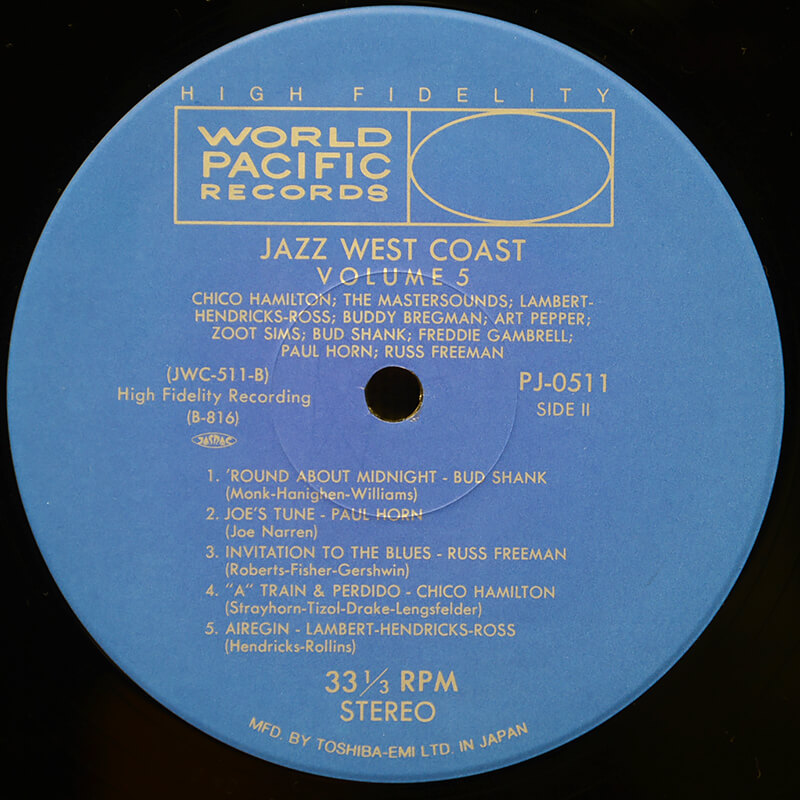 HIGH FIDELITY
WORLD
PACIFIC
RECORDS
JAZZ WEST COAST
VOLUME 5
CHICO HAMILTON; THE MASTERSOUNDS; LAMBERT-
HENDRICKS-ROSS; BUDDY BREGMAN; ART PEPPER;
ZOOT SIMS; BUD SHANK; FREDDIE GAMBRELL;
PAUL HORN; RUSS FREEMAN
(JWC-511-B)
High Fidelity Recording
(B-816)
JASRAC
PJ-0511
SIDE II
1. 'ROUND ABOUT MIDNIGHT - BUD SHANK
(Monk-Hanighen-Williams)
2. JOE'S TUNE - PAUL HORN
(Joe Narren)
3. INVITATION TO THE BLUES - RUSS FREEMAN
(Roberts-Fisher-Gershwin)
4. "A" TRAIN & PERDIDO - CHICO HAMILTON
(Strayhorn-Tizol-Drake-Lengsfelder)
5. AIREGIN - LAMBERT-HENDRICKS-ROSS
(Hendricks-Rollins)
33 1/3 RPM
STEREO
MFD. BY TOSHIBA-EMI LTD. IN JAPAN